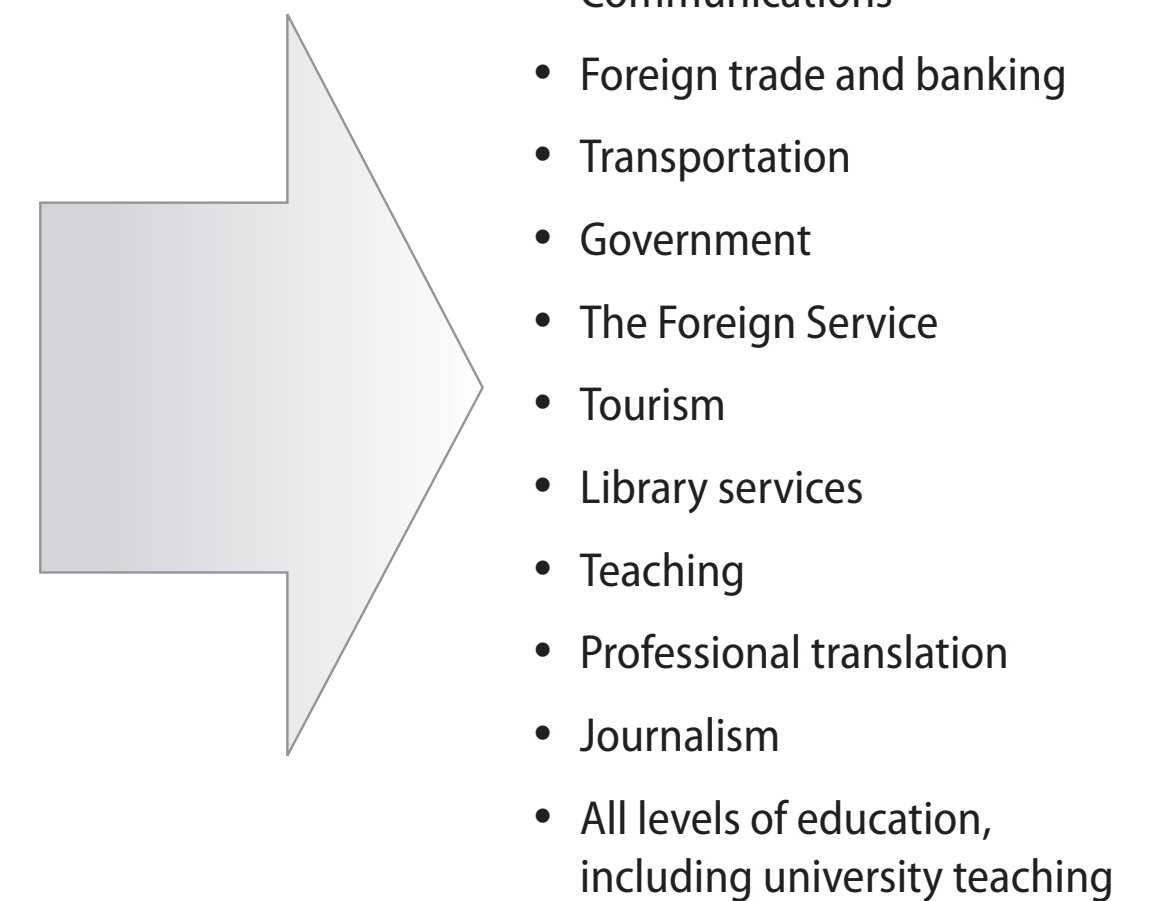 Communications
• Foreign trade and banking
• Transportation
• Government
• The Foreign Service
• Tourism
• Library services
• Teaching
• Professional translation
• Journalism
• All levels of education,
including university teaching